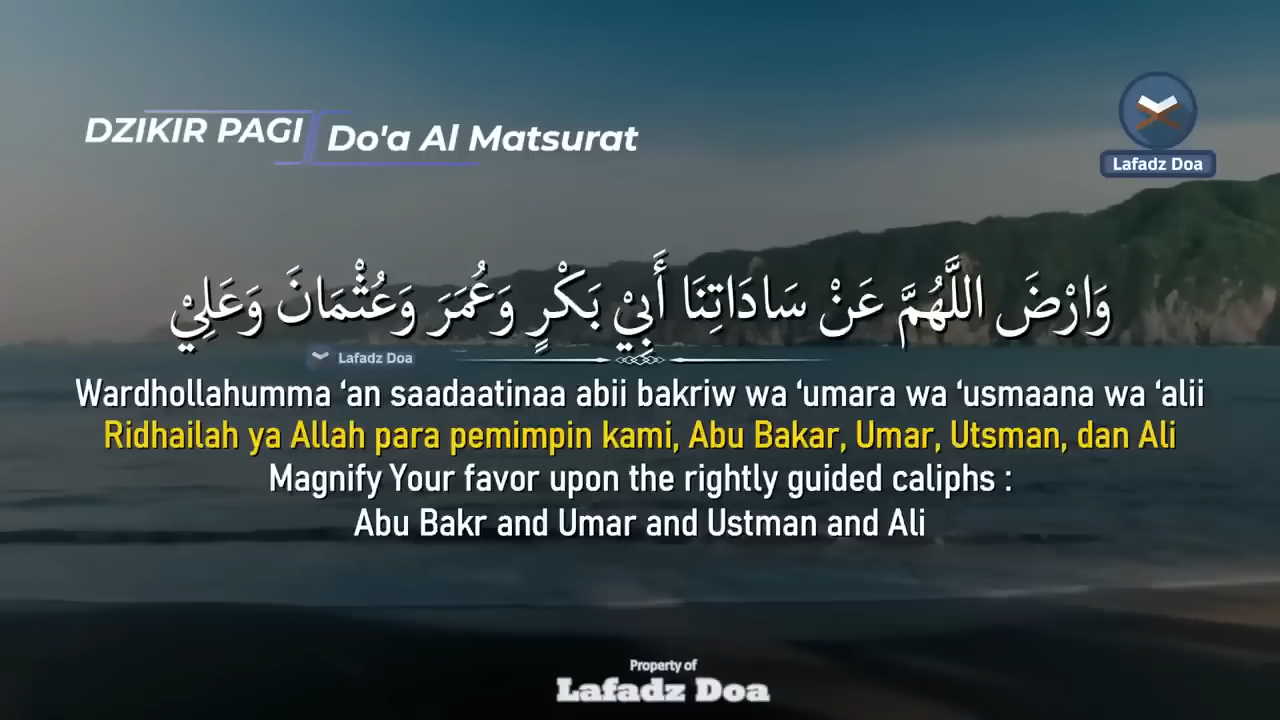 DZIKIR PAGI Do'a Al Matsurat
Lafadz Doa
وَارْضَ اللَّهُمَّ عَنْ سَادَاتِنَا أَبِيْ بَكْرٍ وَعُمَرَ وَعُثْمَانَ وَعَلِيْ
Lafadz Doa
Wardhollahumma ‘an saadaatinaa abii bakriw wa ‘umara wa ‘usmaana wa ‘alii
Ridhailah ya Allah para pemimpin kami, Abu Bakar, Umar, Utsman, dan Ali
Magnify Your favor upon the rightly guided caliphs :
Abu Bakr and Umar and Ustman and Ali
Property of
Lafadz Doa